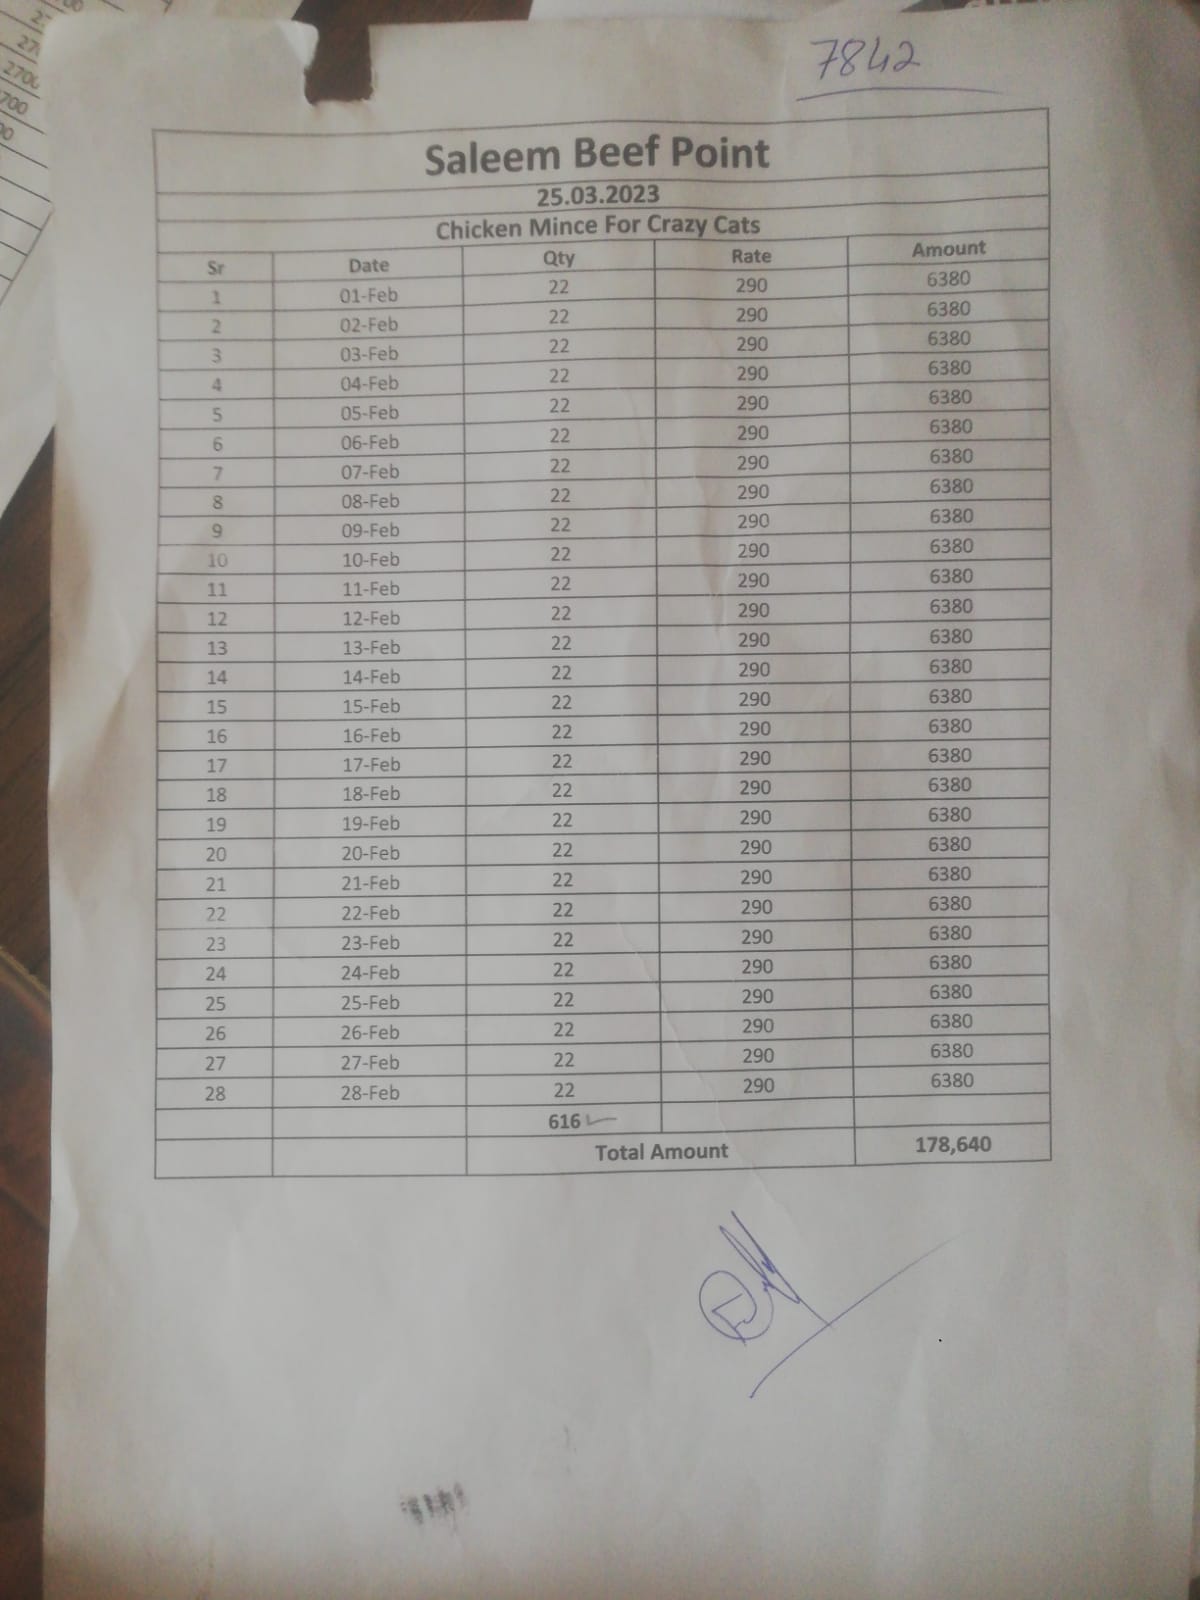 7842
Saleem Beef Point
25.03.2023
Chicken Mince For Crazy Cats
Sr Date Qty Rate Amount
1 01-Feb 22 290 6380
2 02-Feb 22 290 6380
3 03-Feb 22 290 6380
4 04-Feb 22 290 6380
5 05-Feb 22 290 6380
6 06-Feb 22 290 6380
7 07-Feb 22 290 6380
8 08-Feb 22 290 6380
9 09-Feb 22 290 6380
10 10-Feb 22 290 6380
11 11-Feb 22 290 6380
12 12-Feb 22 290 6380
13 13-Feb 22 290 6380
14 14-Feb 22 290 6380
15 15-Feb 22 290 6380
16 16-Feb 22 290 6380
17 17-Feb 22 290 6380
18 18-Feb 22 290 6380
19 19-Feb 22 290 6380
20 20-Feb 22 290 6380
21 21-Feb 22 290 6380
22 22-Feb 22 290 6380
23 23-Feb 22 290 6380
24 24-Feb 22 290 6380
25 25-Feb 22 290 6380
26 26-Feb 22 290 6380
27 27-Feb 22 290 6380
28 28-Feb 22 290 6380
616
Total Amount 178,640